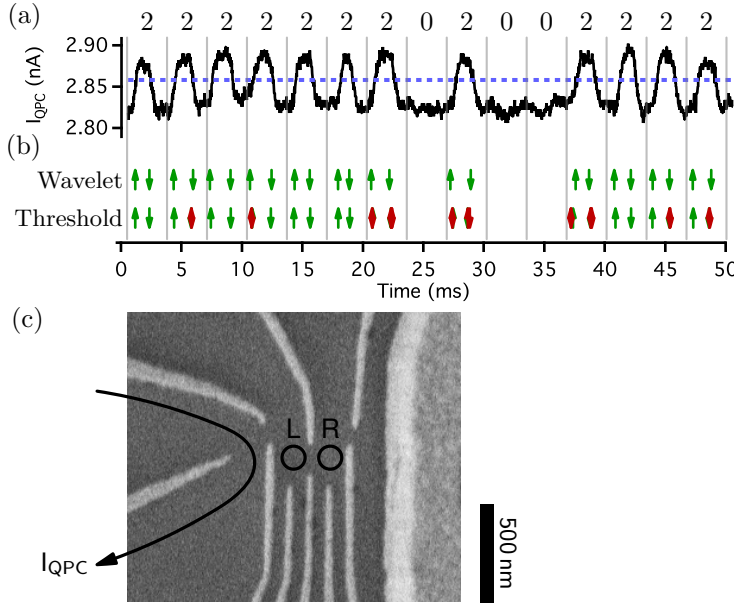 (a) 2 2 2 2 2 2 2 0 2 0 0 2 2 2 2
I_QPC (nA)
2.90
2.85
2.80
(b)
Wavelet
Threshold
0 5 10 15 20 25 30 35 40 45 50
Time (ms)
(c)
L R
I_QPC
500 nm